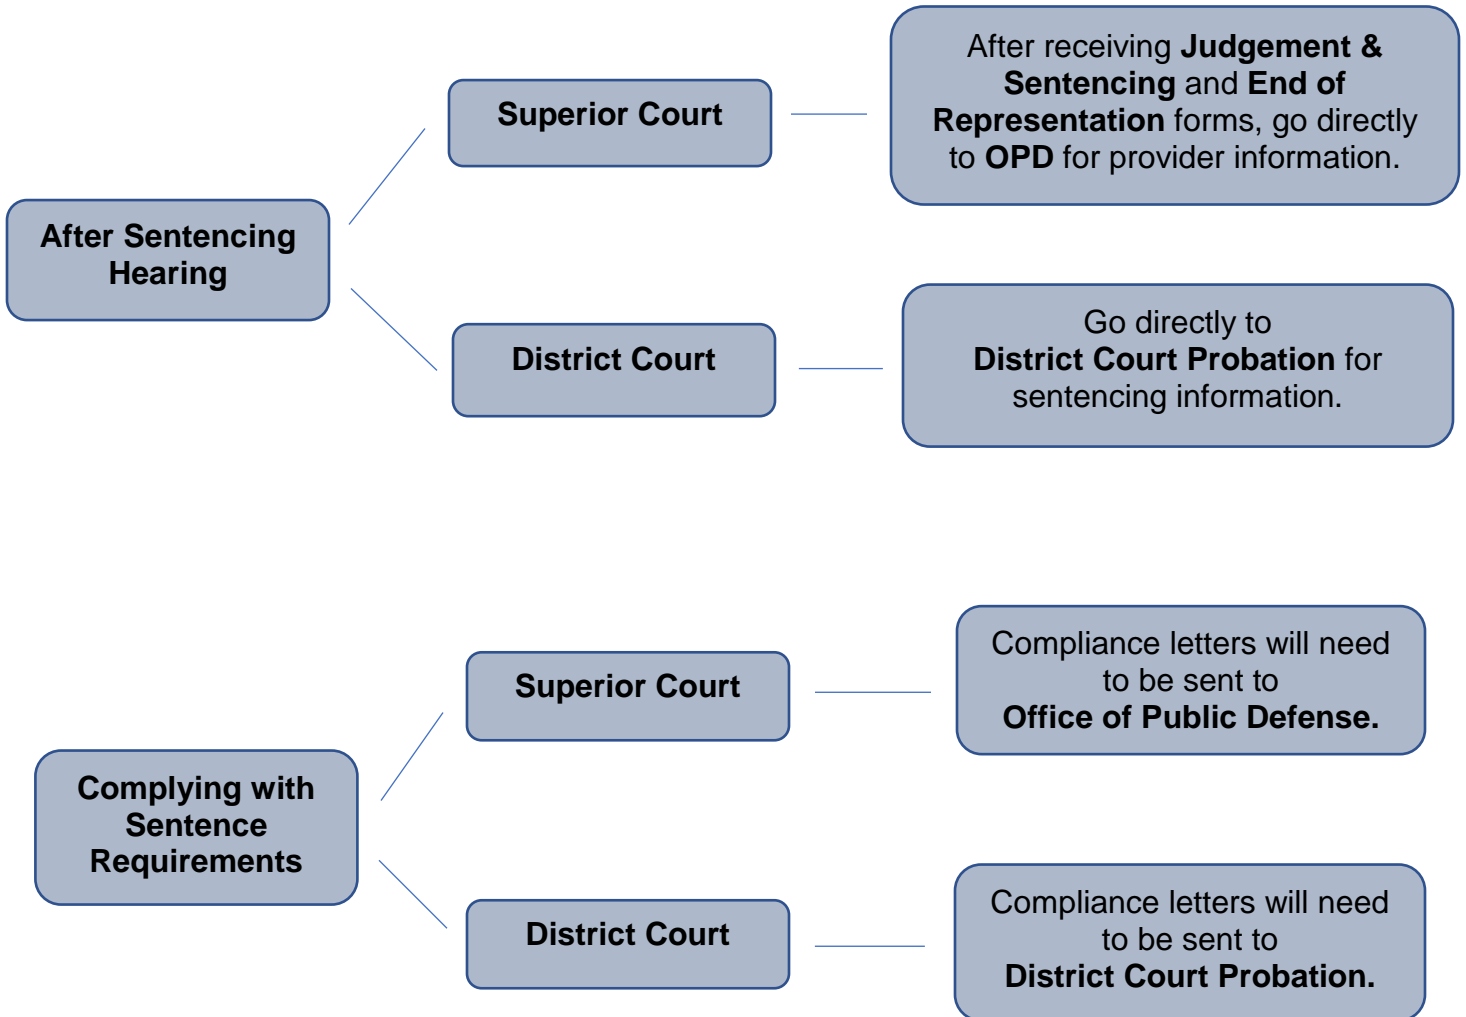 After Sentencing
Hearing
Superior Court
After receiving Judgement &
Sentencing and End of
Representation forms, go directly
to OPD for provider information.
District Court
Go directly to
District Court Probation for
sentencing information.
Complying with
Sentence
Requirements
Superior Court
Compliance letters will need
to be sent to
Office of Public Defense.
District Court
Compliance letters will need
to be sent to
District Court Probation.